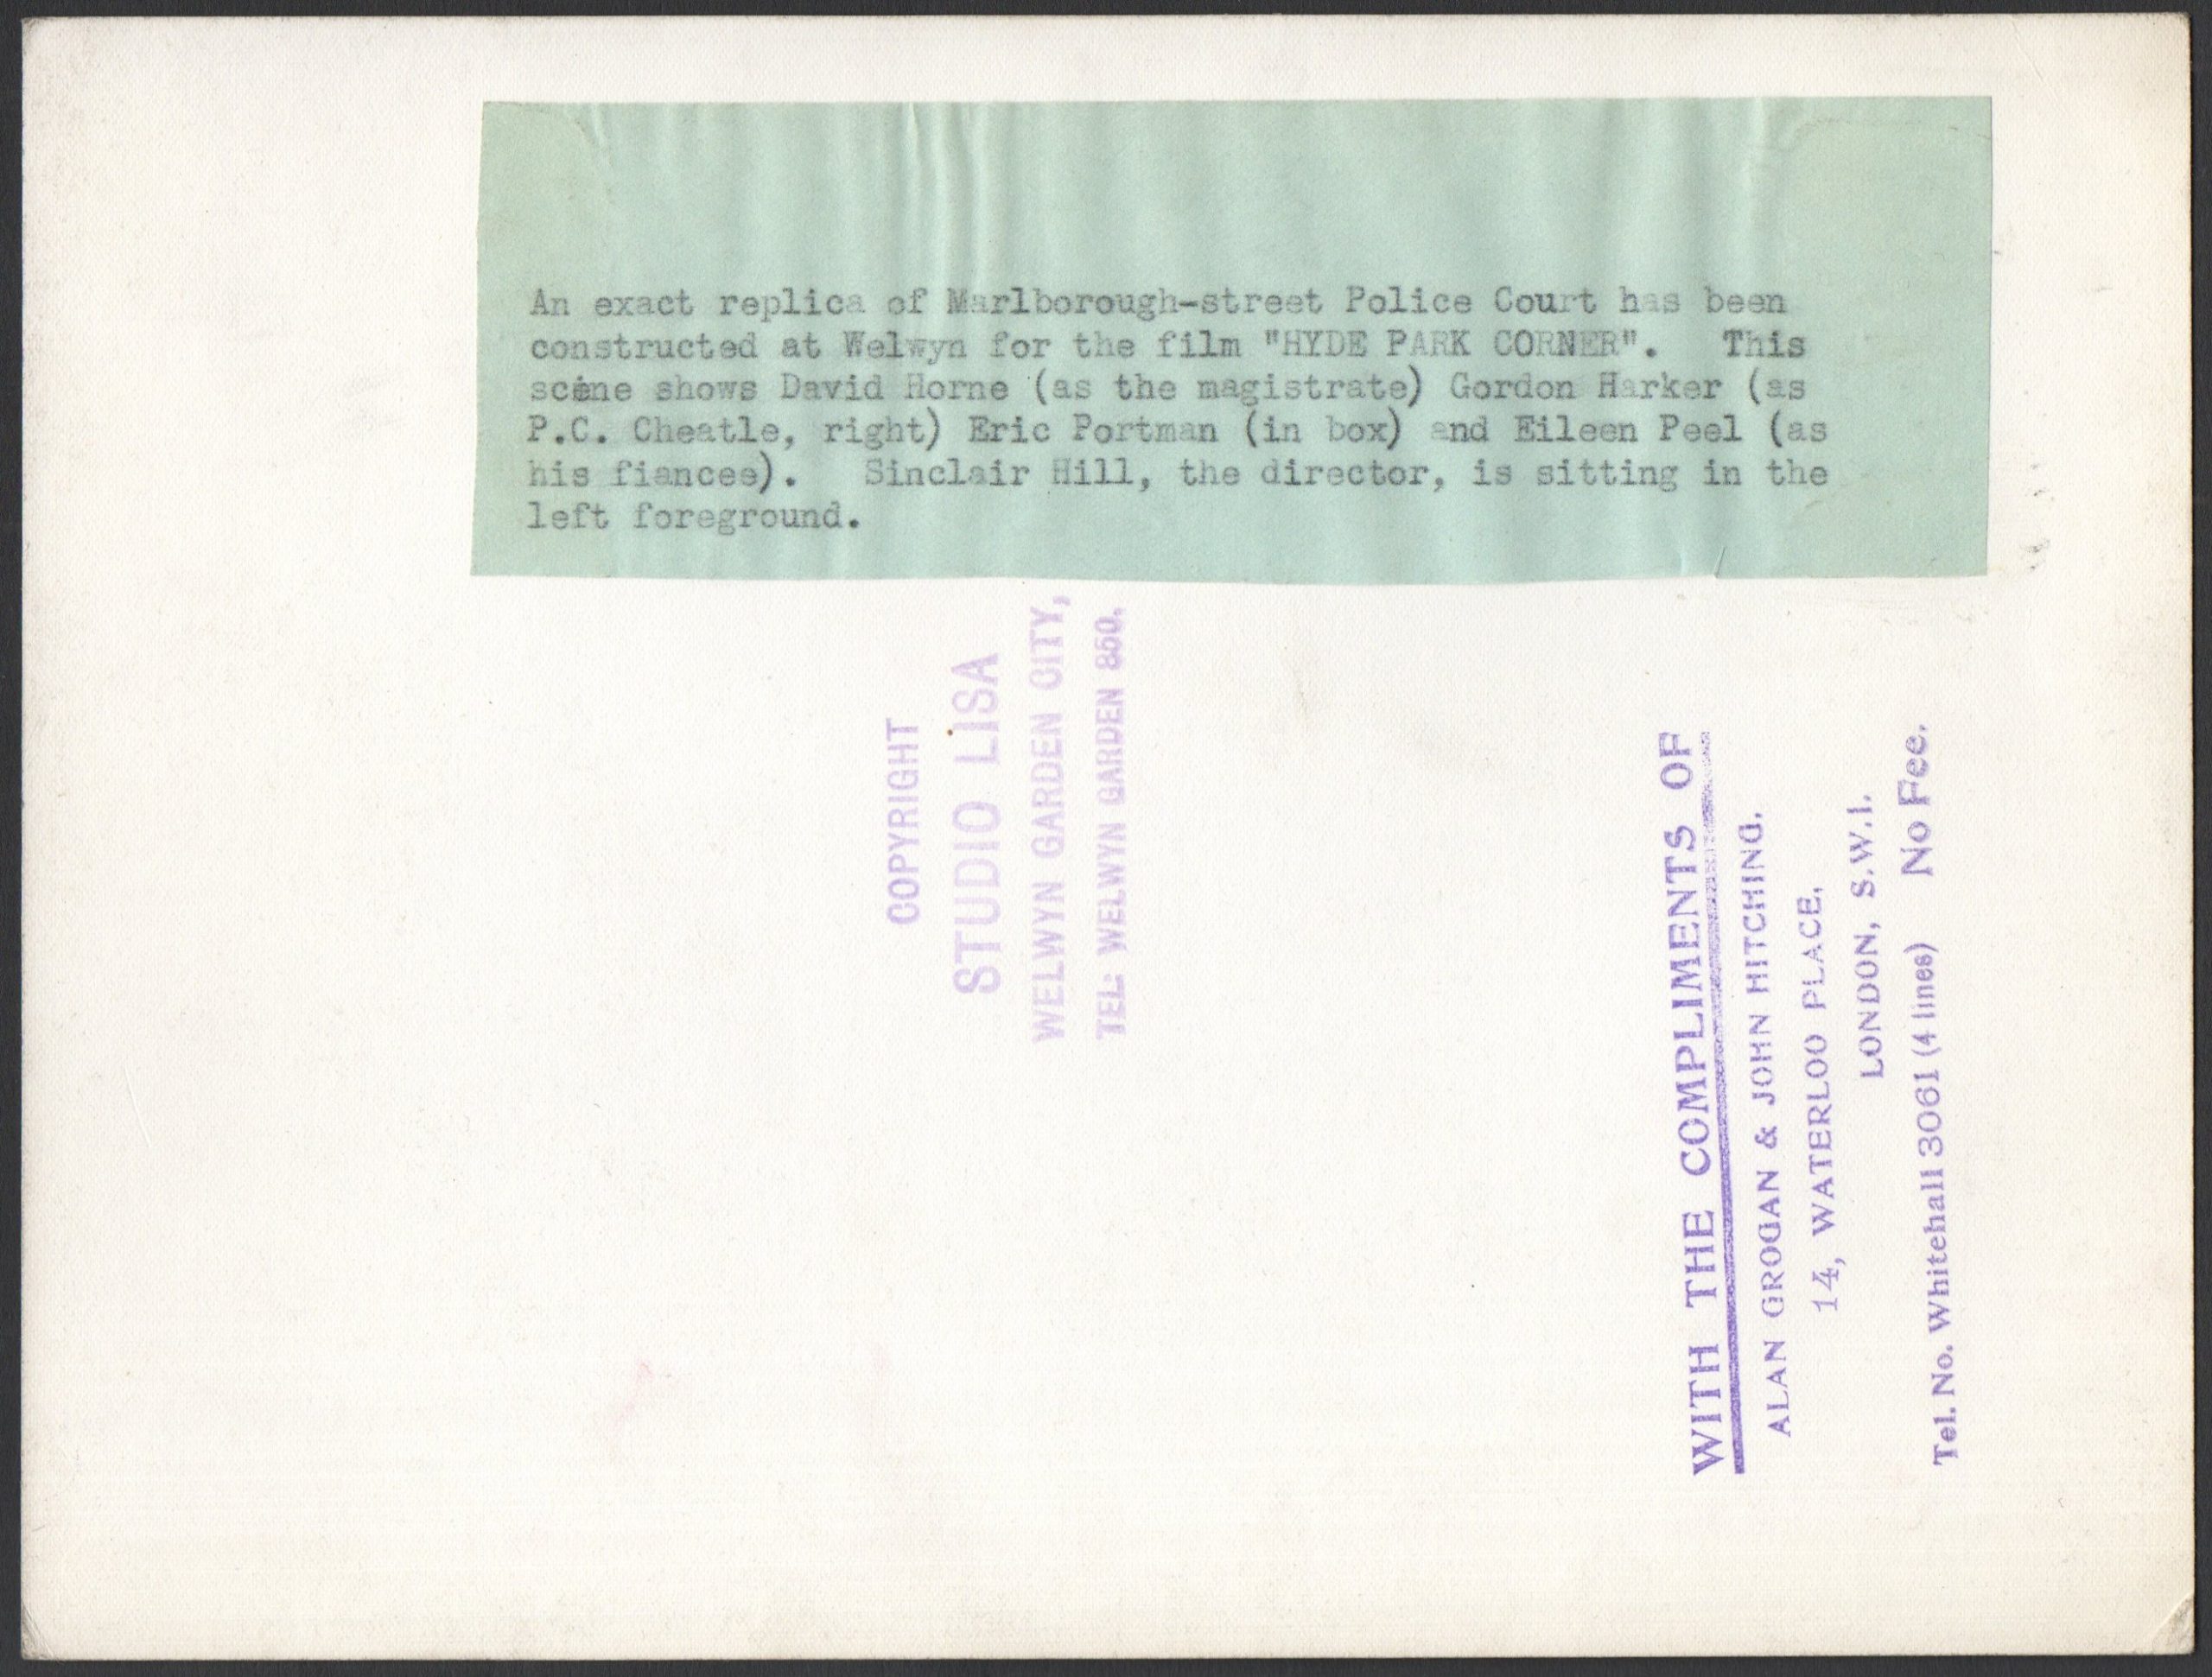 An exact replica of Marlborough-street Police Court has been
constructed at Welwyn for the film "HYDE PARK CORNER".   This
scene shows David Horne (as the magistrate) Gordon Harker (as
P.C. Cheatle, right) Eric Portman (in box) and Eileen Peel (as
his fiancee).   Sinclair Hill, the director, is sitting in the
left foreground.
COPYRIGHT
STUDIO LISA
WELWYN GARDEN CITY,
TEL: WELWYN GARDEN 850.
WITH THE COMPLIMENTS OF
ALAN GROGAN & JOHN HITCHING.
14, WATERLOO PLACE,
LONDON, S.W.1.
Tel. No. Whitehall 3061 (4 lines)   No Fee.